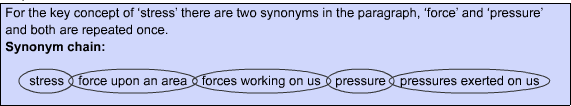 For the key concept of ‘stress’ there are two synonyms in the paragraph, ‘force’ and ‘pressure’
and both are repeated once.
Synonym chain:
stress force upon an area forces working on us pressure pressures exerted on us